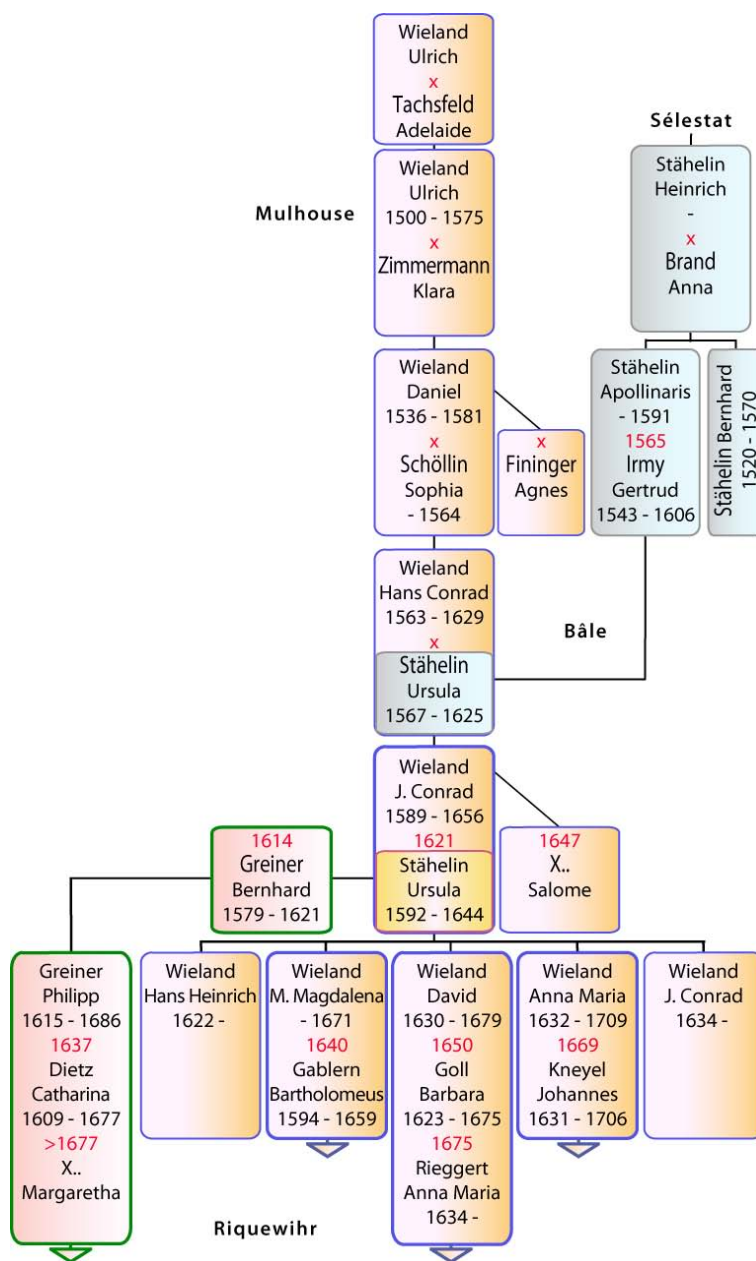 Wieland
Ulrich
x
Tachsfeld
Adelaide
Sélestat
Stähelin
Heinrich
-
x
Brand
Anna
Mulhouse
Wieland
Ulrich
1500 - 1575
x
Zimmermann
Klara
Wieland
Daniel
1536 - 1581
x
Schöllin
Sophia
- 1564
x
Fininger
Agnes
Stähelin
Apollinaris
- 1591
1565
Irmy
Gertrud
1543 - 1606
Stähelin Bernhard
1520 - 1570
Wieland
Hans Conrad
1563 - 1629
x
Stähelin
Ursula
1567 - 1625
Bâle
Wieland
J. Conrad
1589 - 1656
1621
Stähelin
Ursula
1592 - 1644
1614
Greiner
Bernhard
1579 - 1621
1647
X..
Salome
Greiner
Philipp
1615 - 1686
1637
Dietz
Catharina
1609 - 1677
>1677
X..
Margaretha
Wieland
Hans Heinrich
1622 -
Wieland
M. Magdalena
- 1671
1640
Gablern
Bartholomeus
1594 - 1659
Wieland
David
1630 - 1679
1650
Goll
Barbara
1623 - 1675
1675
Rieggert
Anna Maria
1634 -
Wieland
Anna Maria
1632 - 1709
1669
Kneyel
Johannes
1631 - 1706
Wieland
J. Conrad
1634 -
Riquewihr